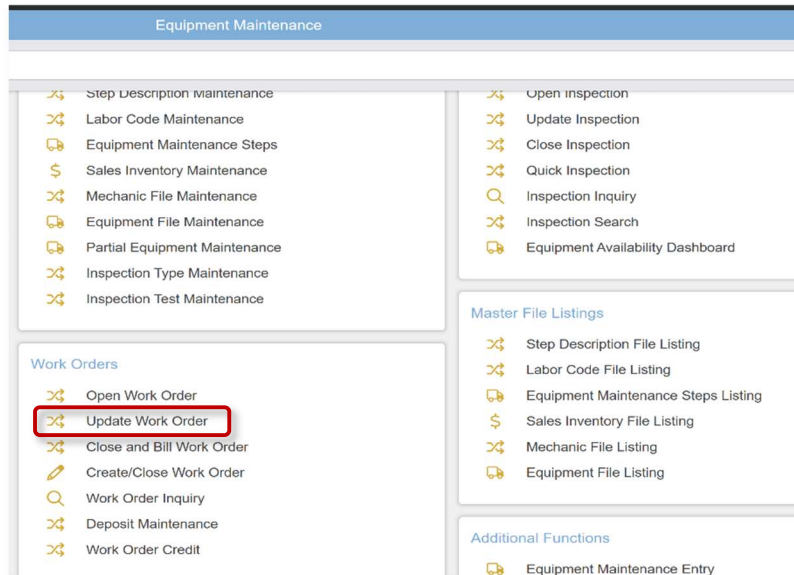 Equipment Maintenance
Step Description Maintenance
Labor Code Maintenance
Equipment Maintenance Steps
Sales Inventory Maintenance
Mechanic File Maintenance
Equipment File Maintenance
Partial Equipment Maintenance
Inspection Type Maintenance
Inspection Test Maintenance
Work Orders
Open Work Order
Update Work Order
Close and Bill Work Order
Create/Close Work Order
Work Order Inquiry
Deposit Maintenance
Work Order Credit
Open Inspection
Update Inspection
Close Inspection
Quick Inspection
Inspection Inquiry
Inspection Search
Equipment Availability Dashboard
Master File Listings
Step Description File Listing
Labor Code File Listing
Equipment Maintenance Steps Listing
Sales Inventory File Listing
Mechanic File Listing
Equipment File Listing
Additional Functions
Equipment Maintenance Entry